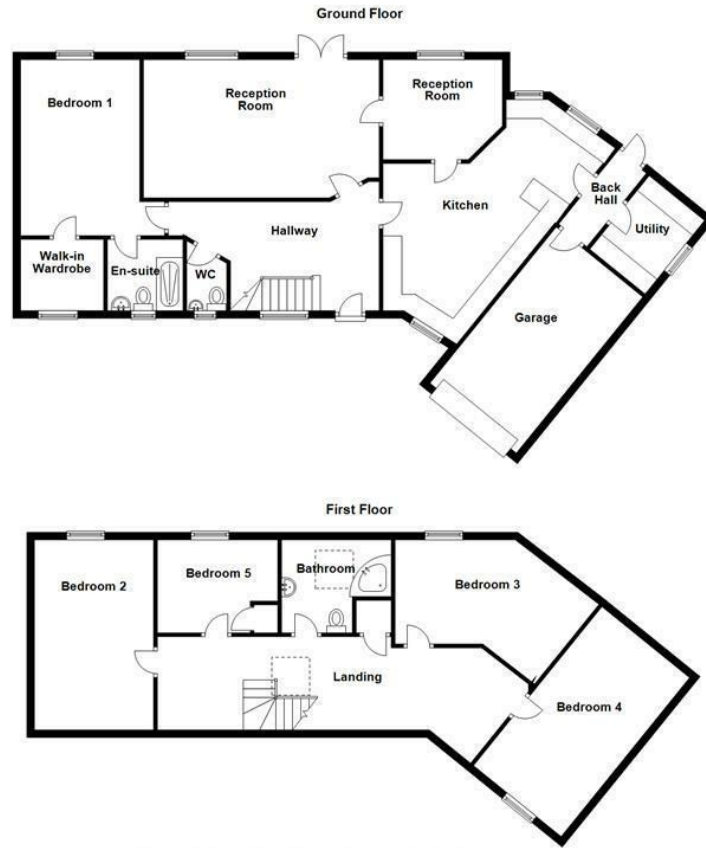 Ground Floor
Bedroom 1
Reception
Room
Reception
Room
Kitchen
Back
Hall
Utility
Hallway
Walk-in
Wardrobe
En-suite
WC
Garage
First Floor
Bedroom 2
Bedroom 5
Bathroom
Bedroom 3
Landing
Bedroom 4